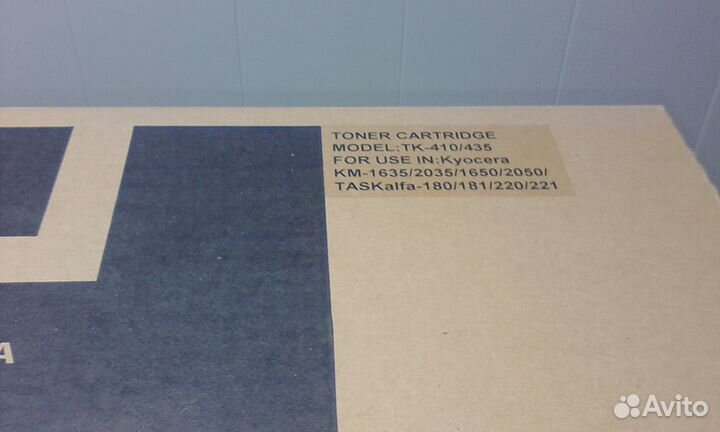 TONER CARTRIDGE
MODEL:TK-410/435
FOR USE IN:Kyocera
KM-1635/2035/1650/2050/
TASKalfa-180/181/220/221
A
Avito